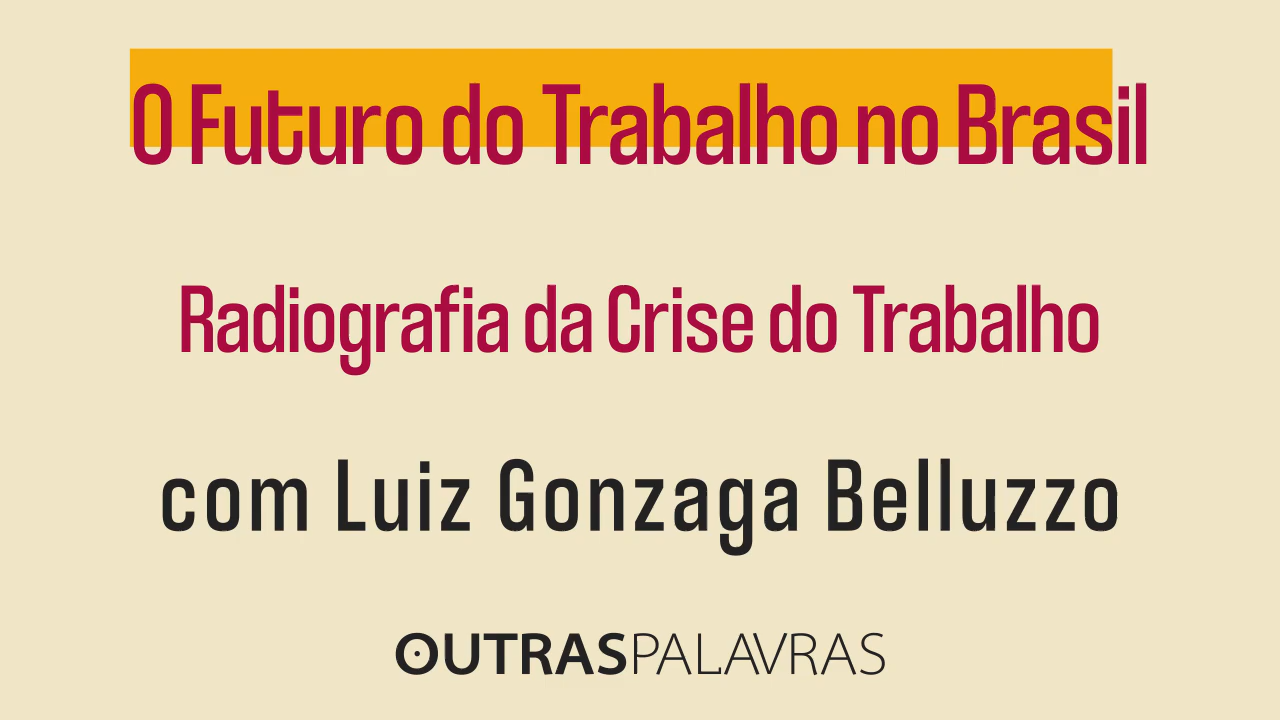 O Futuro do Trabalho no Brasil
Radiografia da Crise do Trabalho
com Luiz Gonzaga Belluzzo
OUTRASPALAVRAS